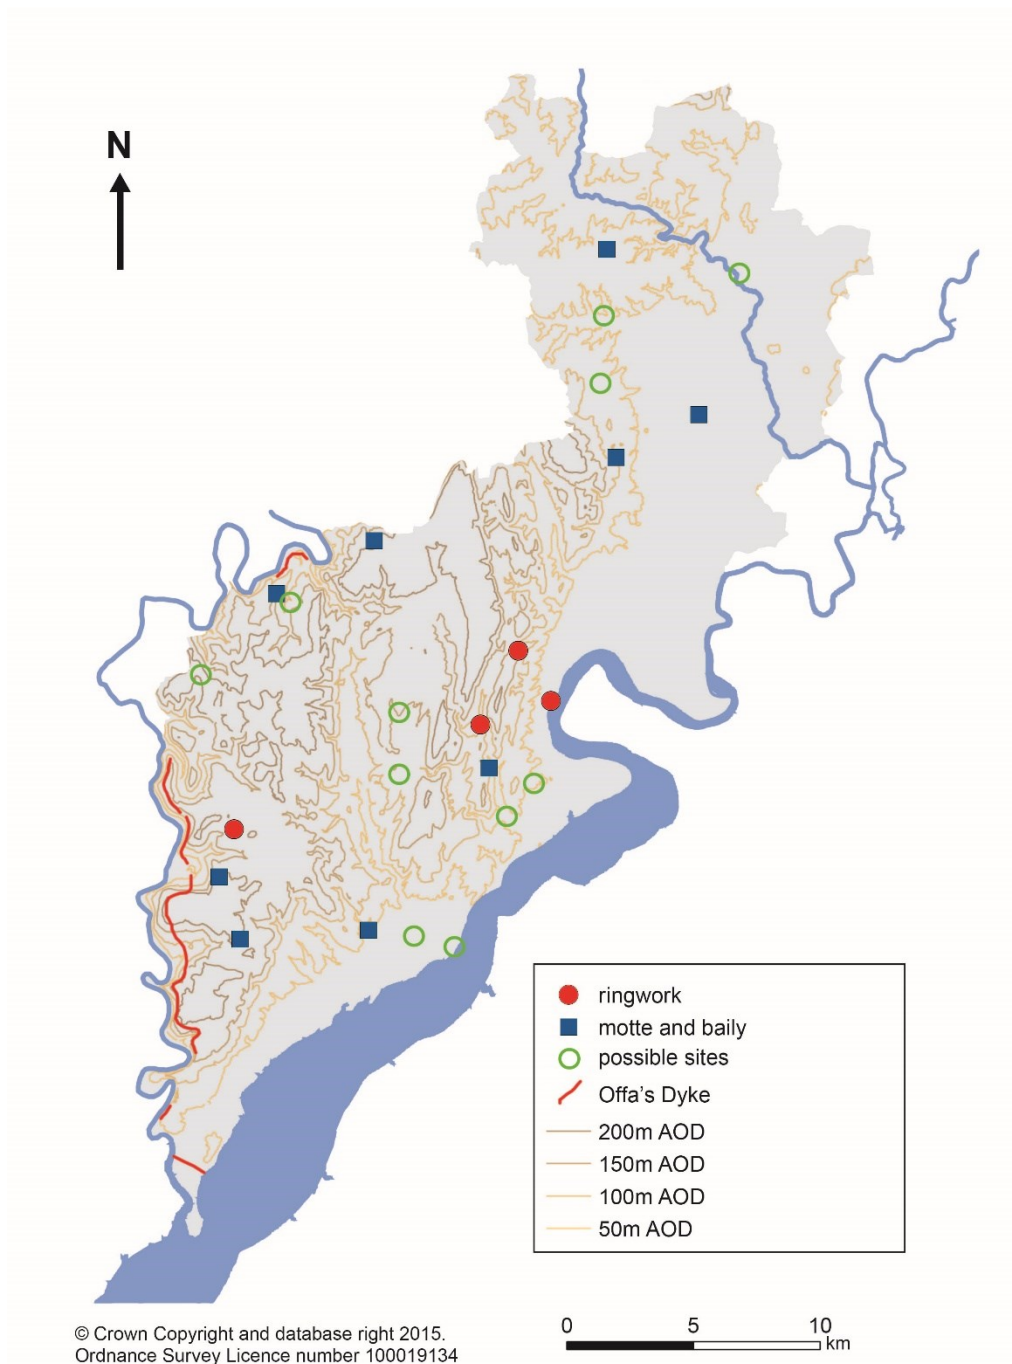 N
ringwork
motte and baily
possible sites
Offa's Dyke
200m AOD
150m AOD
100m AOD
50m AOD
0 5 10
km
© Crown Copyright and database right 2015.
Ordnance Survey Licence number 100019134